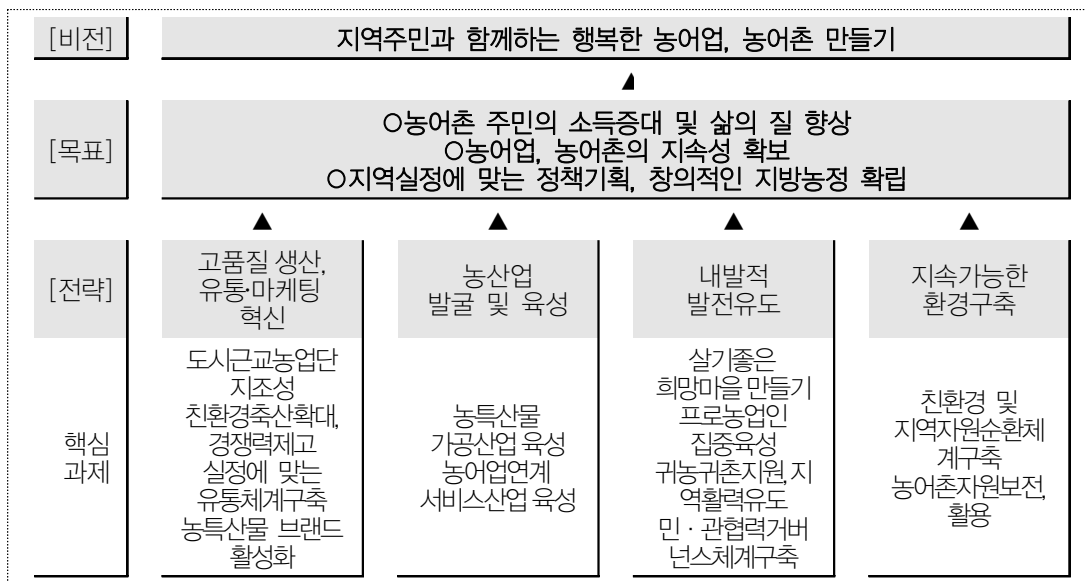 [비전]
지역주민과 함께하는 행복한 농어업, 농어촌 만들기
▲
[목표]
○농어촌 주민의 소득증대 및 삶의 질 향상
○농어업, 농어촌의 지속성 확보
○지역실정에 맞는 정책기획, 창의적인 지방농정 확립
▲ ▲ ▲ ▲
[전략]
고품질 생산,
유통·마케팅
혁신
농산업
발굴 및 육성
내발적
발전유도
지속가능한
환경구축
핵심
과제
도시근교농업단
지조성
친환경축산확대,
경쟁력제고
실정에 맞는
유통체계구축
농특산물 브랜드
활성화
농특산물
가공산업 육성
농어업연계
서비스산업 육성
살기좋은
희망마을 만들기
프로농업인
집중육성
귀농귀촌지원, 지
역활력유도
민 · 관협력거버
넌스체계구축
친환경 및
지역자원순환체
계구축
농어촌자원보전,
활용